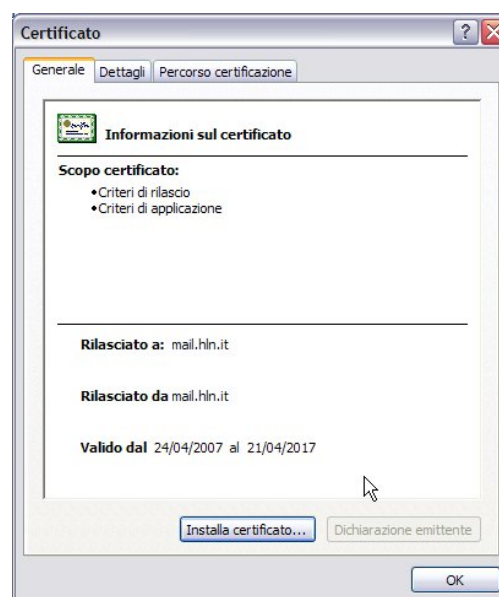 Certificato
Generale Dettagli Percorso certificazione
Informazioni sul certificato
Scopo certificato:
•Criteri di rilascio
•Criteri di applicazione
Rilasciato a: mail.hln.it
Rilasciato da mail.hln.it
Valido dal 24/04/2007 al 21/04/2017
Installa certificato... Dichiarazione emittente
OK